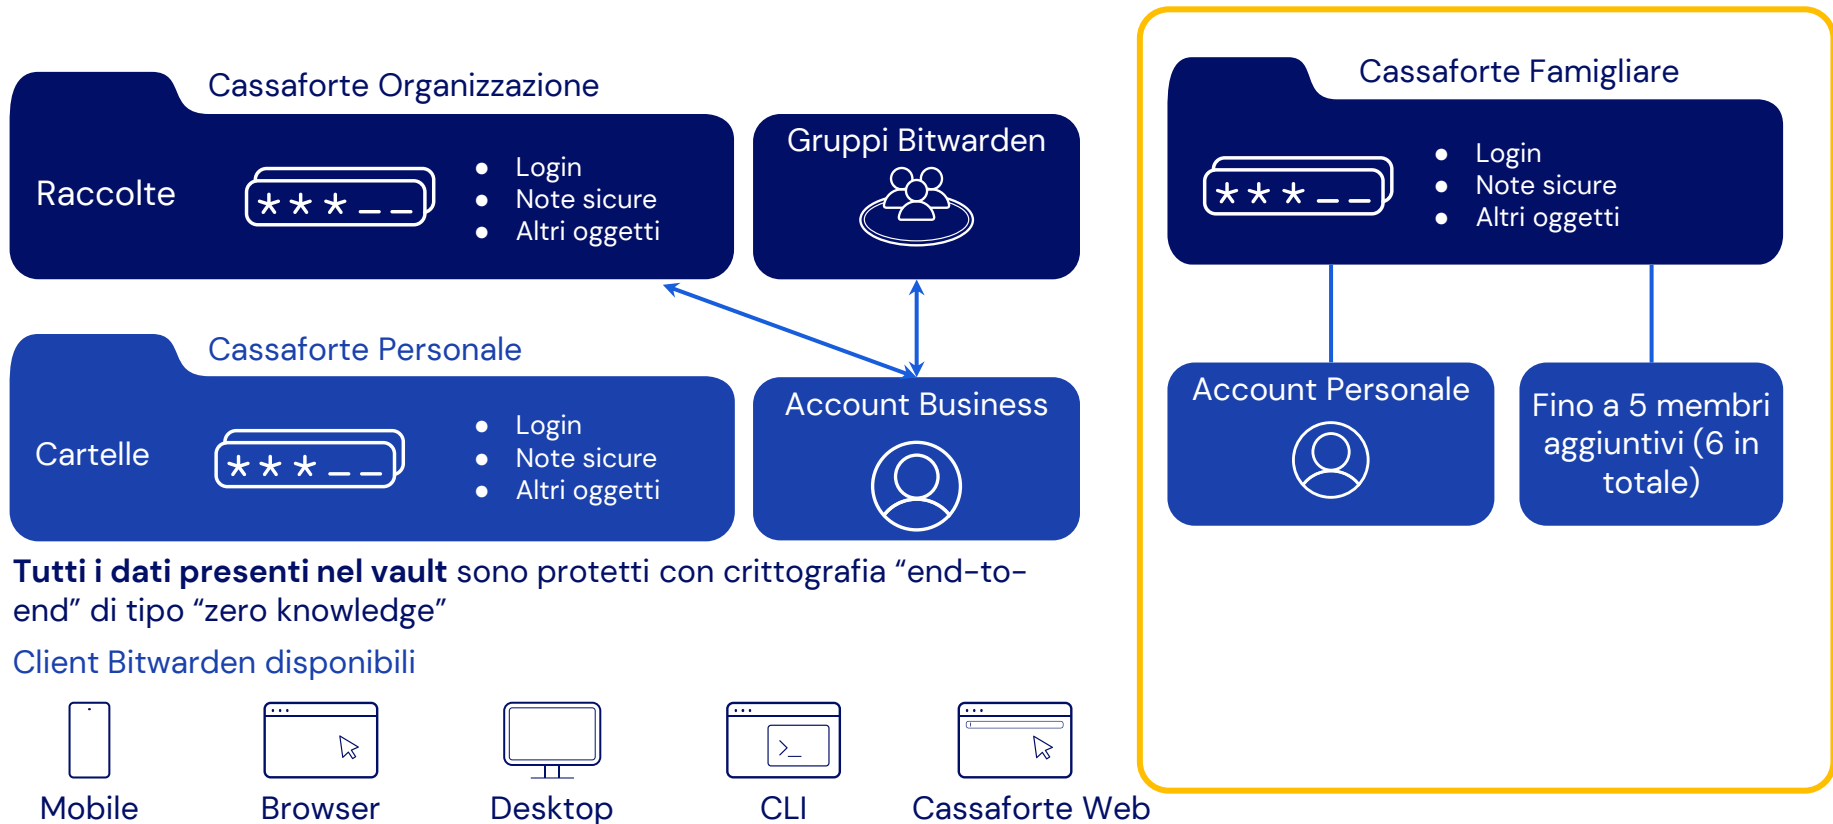 Cassaforte Organizzazione
Raccolte
* * * _ _
● Login
● Note sicure
● Altri oggetti
Gruppi Bitwarden
Cassaforte Personale
Cartelle
* * * _ _
● Login
● Note sicure
● Altri oggetti
Account Business
Tutti i dati presenti nel vault sono protetti con crittografia “end-to-
end” di tipo “zero knowledge”
Client Bitwarden disponibili
>_
Mobile
Browser
Desktop
CLI
Cassaforte Web
Cassaforte Famigliare
* * * _ _
● Login
● Note sicure
● Altri oggetti
Account Personale
Fino a 5 membri
aggiuntivi (6 in
totale)